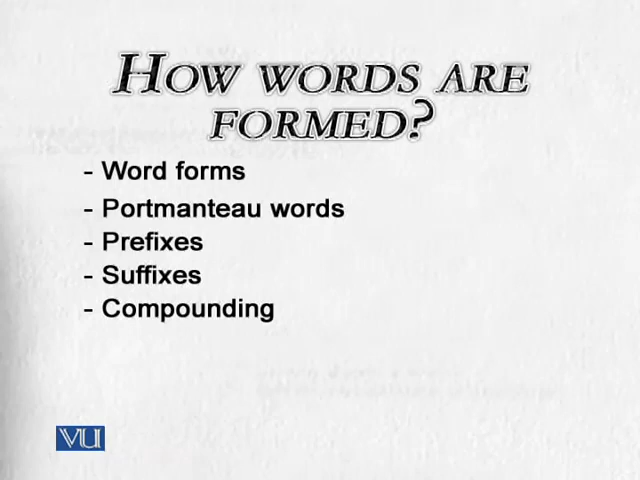 HOW WORDS ARE
FORMED?
- Word forms
- Portmanteau words
- Prefixes
- Suffixes
- Compounding
VU